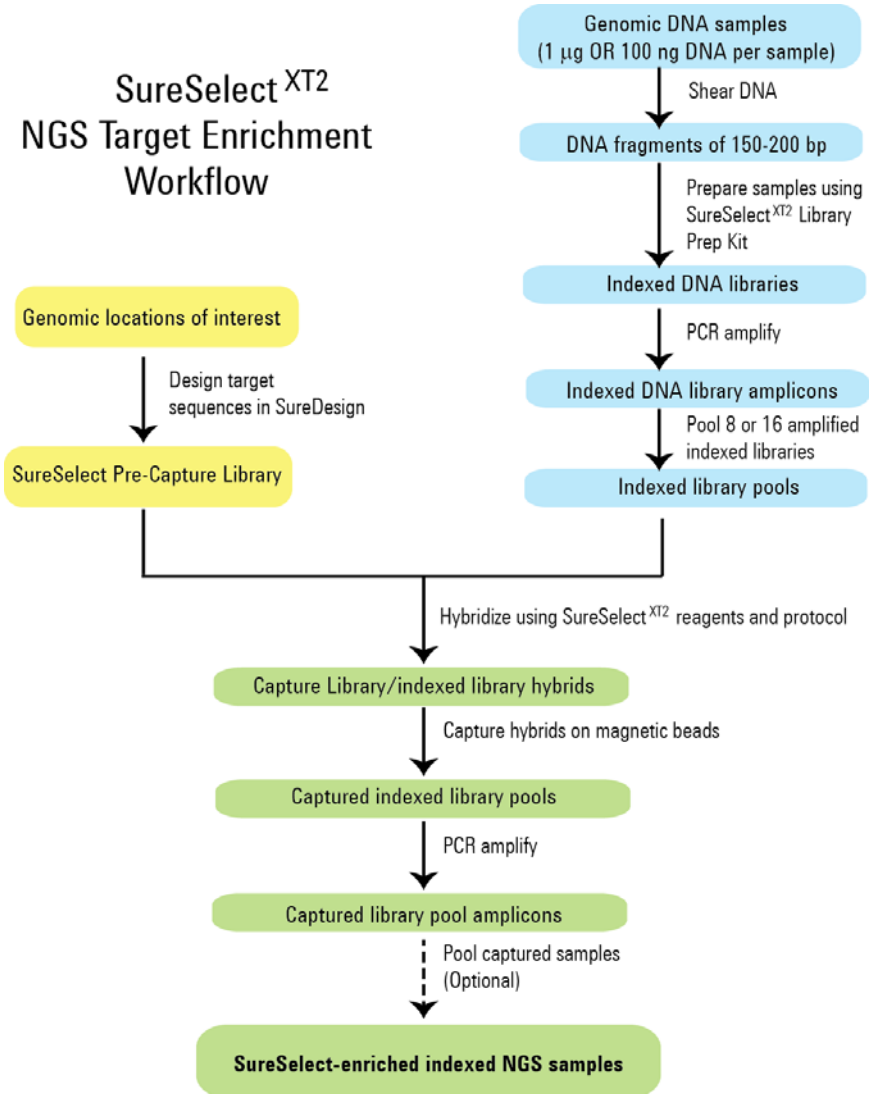 SureSelect XT2
NGS Target Enrichment
Workflow
Genomic DNA samples
(1 µg OR 100 ng DNA per sample)
Shear DNA
DNA fragments of 150-200 bp
Prepare samples using
SureSelect XT2 Library
Prep Kit
Indexed DNA libraries
PCR amplify
Indexed DNA library amplicons
Pool 8 or 16 amplified
indexed libraries
Indexed library pools
Genomic locations of interest
Design target
sequences in SureDesign
SureSelect Pre-Capture Library
Hybridize using SureSelect XT2 reagents and protocol
Capture Library/indexed library hybrids
Capture hybrids on magnetic beads
Captured indexed library pools
PCR amplify
Captured library pool amplicons
Pool captured samples
(Optional)
SureSelect-enriched indexed NGS samples